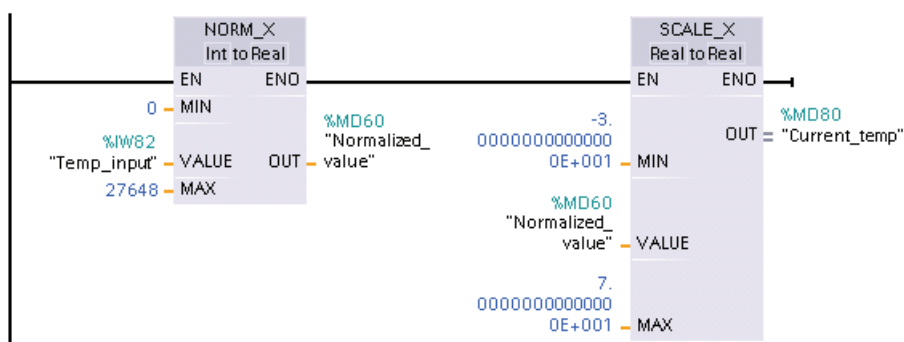 NORM_X
Int to Real
EN ENO
0 MIN
%IW82
"Temp_input" VALUE
27648 MAX
OUT
%MD60
"Normalized_
value"
SCALE_X
Real to Real
EN ENO
-3.
0000000000000
0E+001 MIN
%MD60
"Normalized_
value" VALUE
7.
0000000000000
0E+001 MAX
OUT
%MD80
"Current_temp"